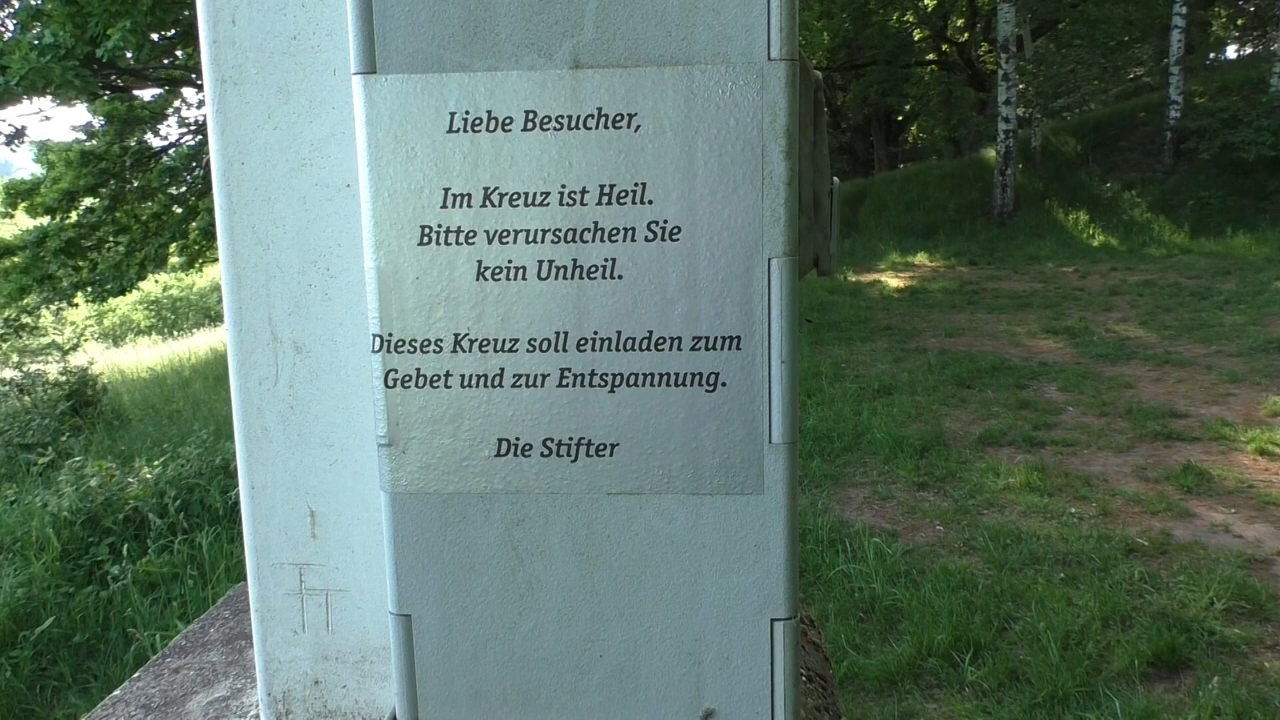 Liebe Besucher,
Im Kreuz ist Heil.
Bitte verursachen Sie
kein Unheil.
Dieses Kreuz soll einladen zum
Gebet und zur Entspannung.
Die Stifter